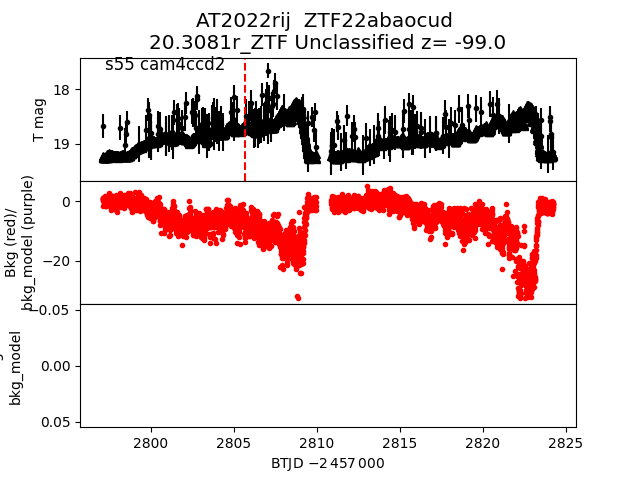 AT2022rij  ZTF22abaocud
20.3081r_ZTF Unclassified z= -99.0
s55 cam4ccd2
18
19
T mag
0
−20
Bkg (red)/
bkg_model (purple)
−0.05
0.00
0.05
bkg_model
2800 2805 2810 2815 2820 2825
BTJD −2 457 000